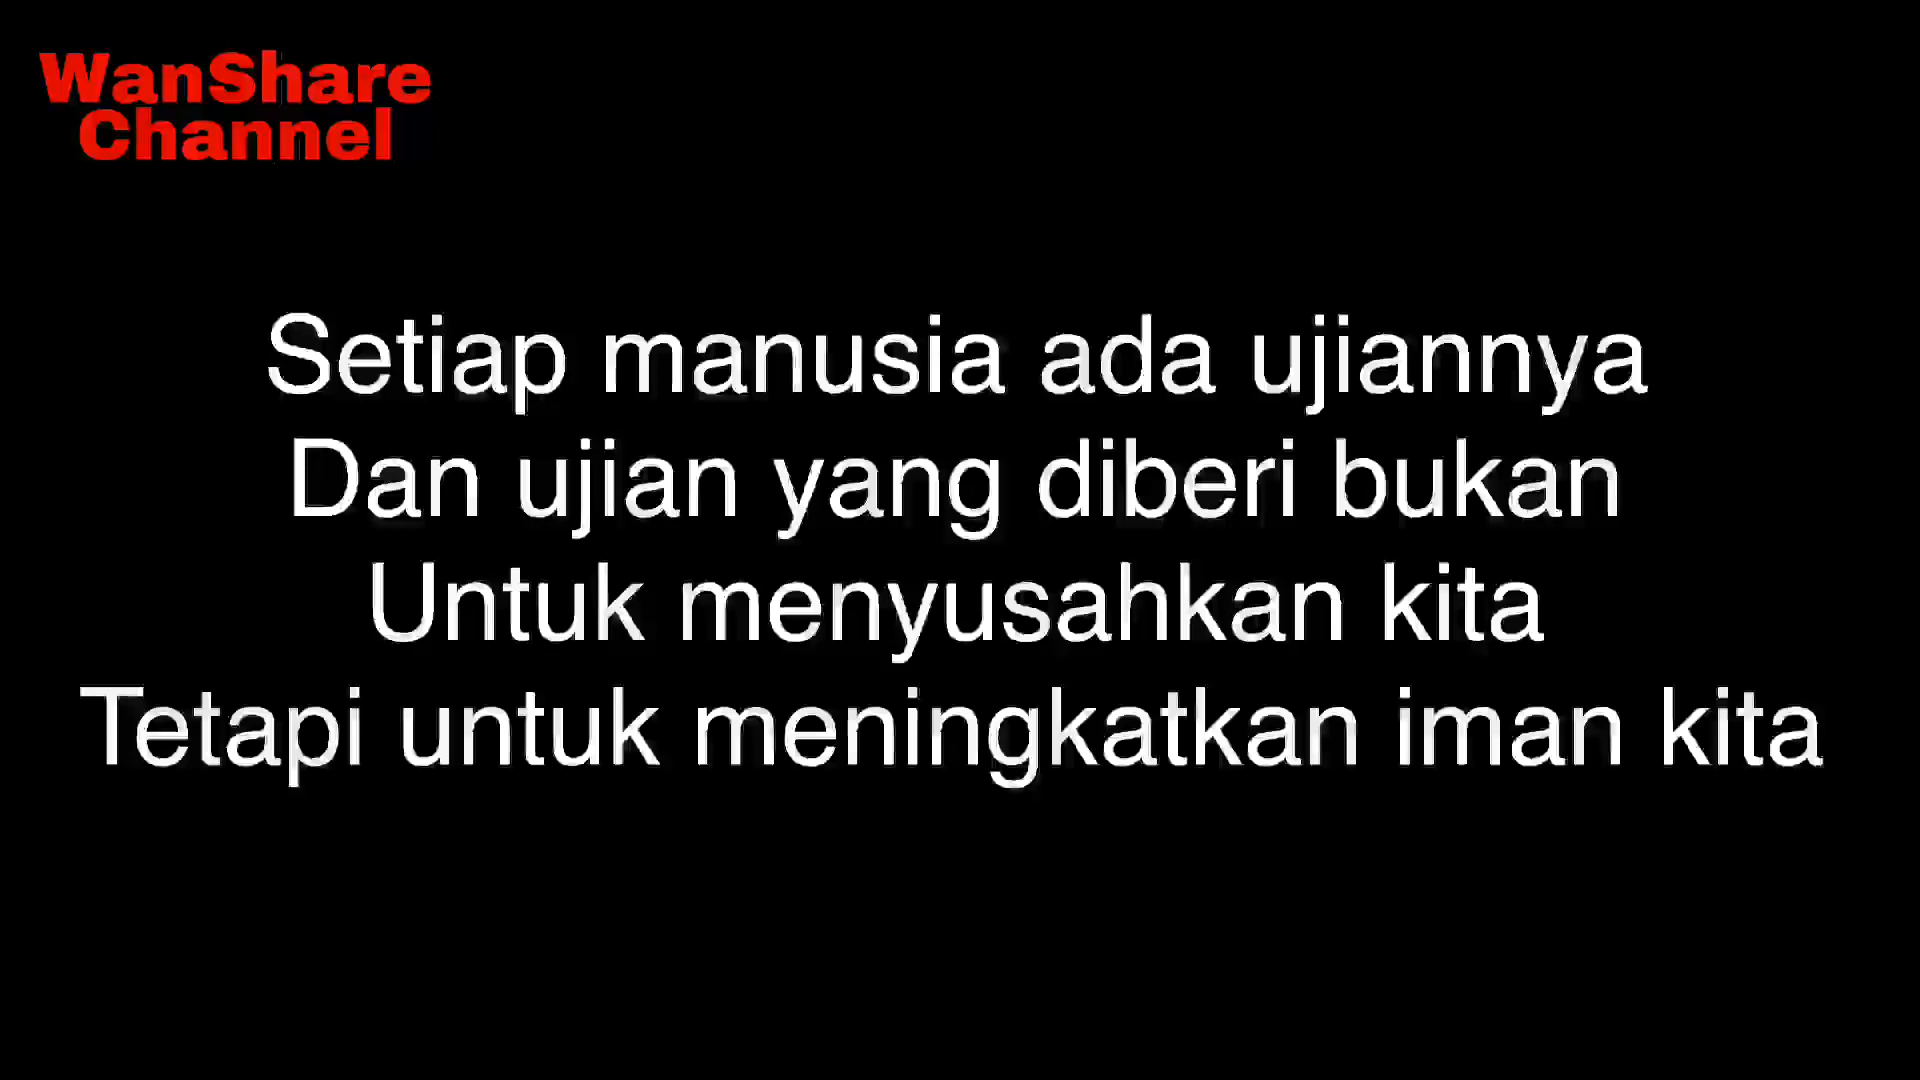 WanShare
Channel
Setiap manusia ada ujiannya
Dan ujian yang diberi bukan
Untuk menyusahkan kita
Tetapi untuk meningkatkan iman kita